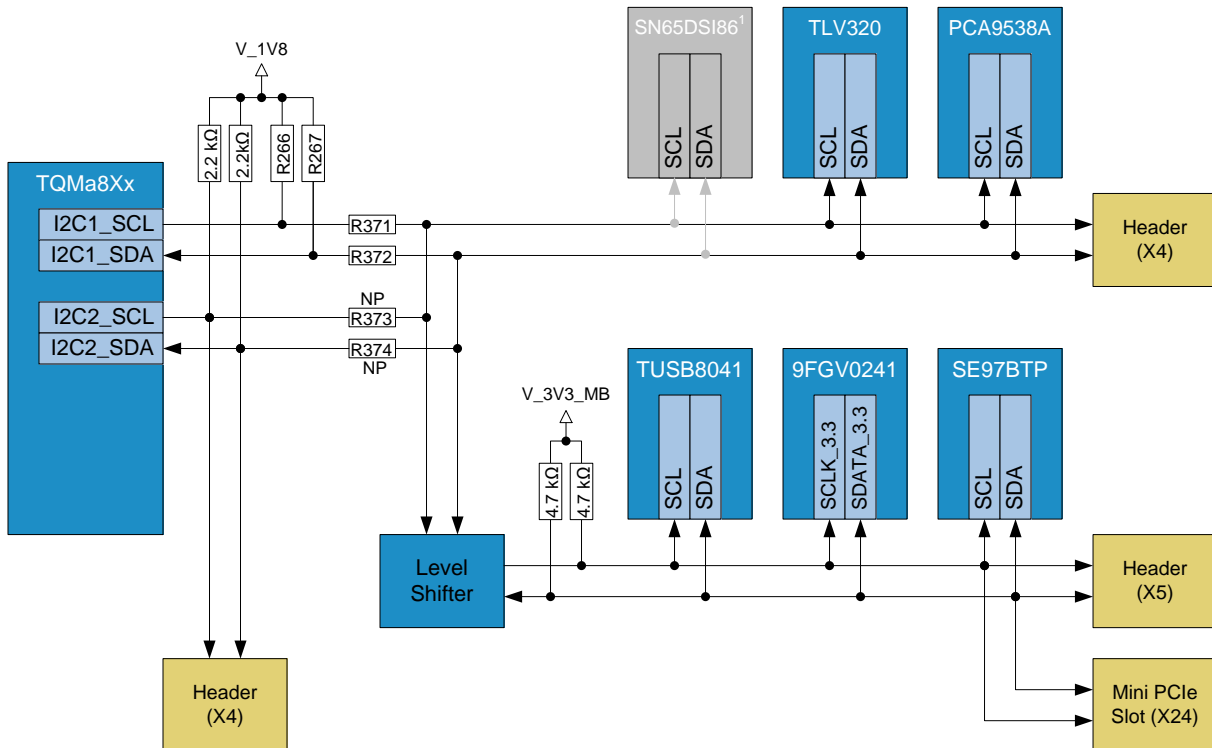 SN65DSI86¹
SCL
SDA
TLV320
SCL
SDA
PCA9538A
SCL
SDA
V_1V8
2.2 kΩ
2.2kΩ
R266
R267
TQMa8Xx
I2C1_SCL
I2C1_SDA
I2C2_SCL
I2C2_SDA
R371
R372
NP
R373
R374
NP
Header
(X4)
V_3V3_MB
4.7 kΩ
4.7 kΩ
TUSB8041
SCL
SDA
9FGV0241
SCLK_3.3
SDATA_3.3
SE97BTP
SCL
SDA
Level
Shifter
Header
(X5)
Header
(X4)
Mini PCIe
Slot (X24)